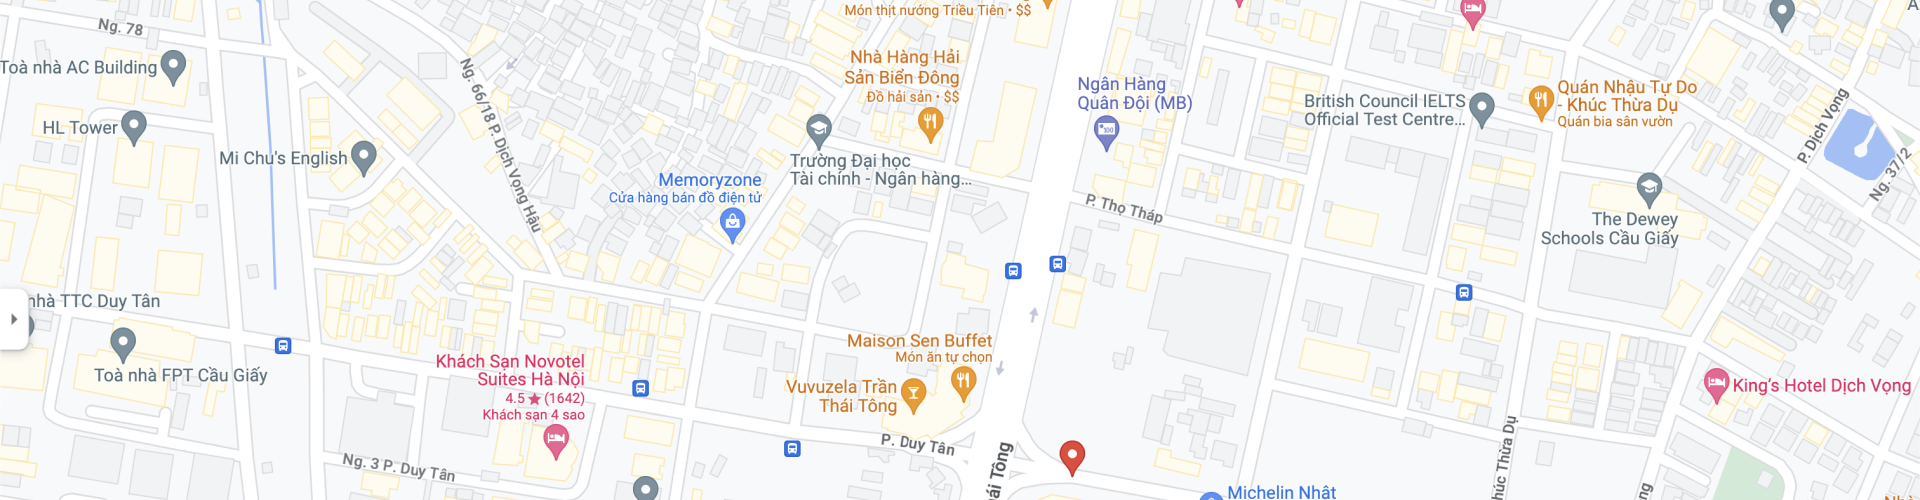 Món thịt nướng Triều Tiên • $$
Ng. 78
Toà nhà AC Building
HL Tower
Mi Chu's English
Ng. 66/18 P. Dịch Vọng Hậu
Nhà Hàng Hải
Sản Biển Đông
Đồ hải sản • $$
Trường Đại học
Tài chính - Ngân hàng...
Memoryzone
Cửa hàng bán đồ điện tử
Ngân Hàng
Quân Đội (MB)
British Council IELTS
Official Test Centre...
Quán Nhậu Tự Do
- Khúc Thừa Dụ
Quán bia sân vườn
P. Dịch Vọng
Ng. 37/2
P. Thọ Tháp
The Dewey
Schools Cầu Giấy
nhà TTC Duy Tân
Toà nhà FPT Cầu Giấy
Khách Sạn Novotel
Suites Hà Nội
4.5 ★ (1642)
Khách sạn 4 sao
Maison Sen Buffet
Món ăn tự chọn
Vuvuzela Trần
Thái Tông
King's Hotel Dịch Vọng
P. Duy Tân
Ng. 3 P. Duy Tân
ái Tông
húc Thừa Dụ
Michelin Nhật